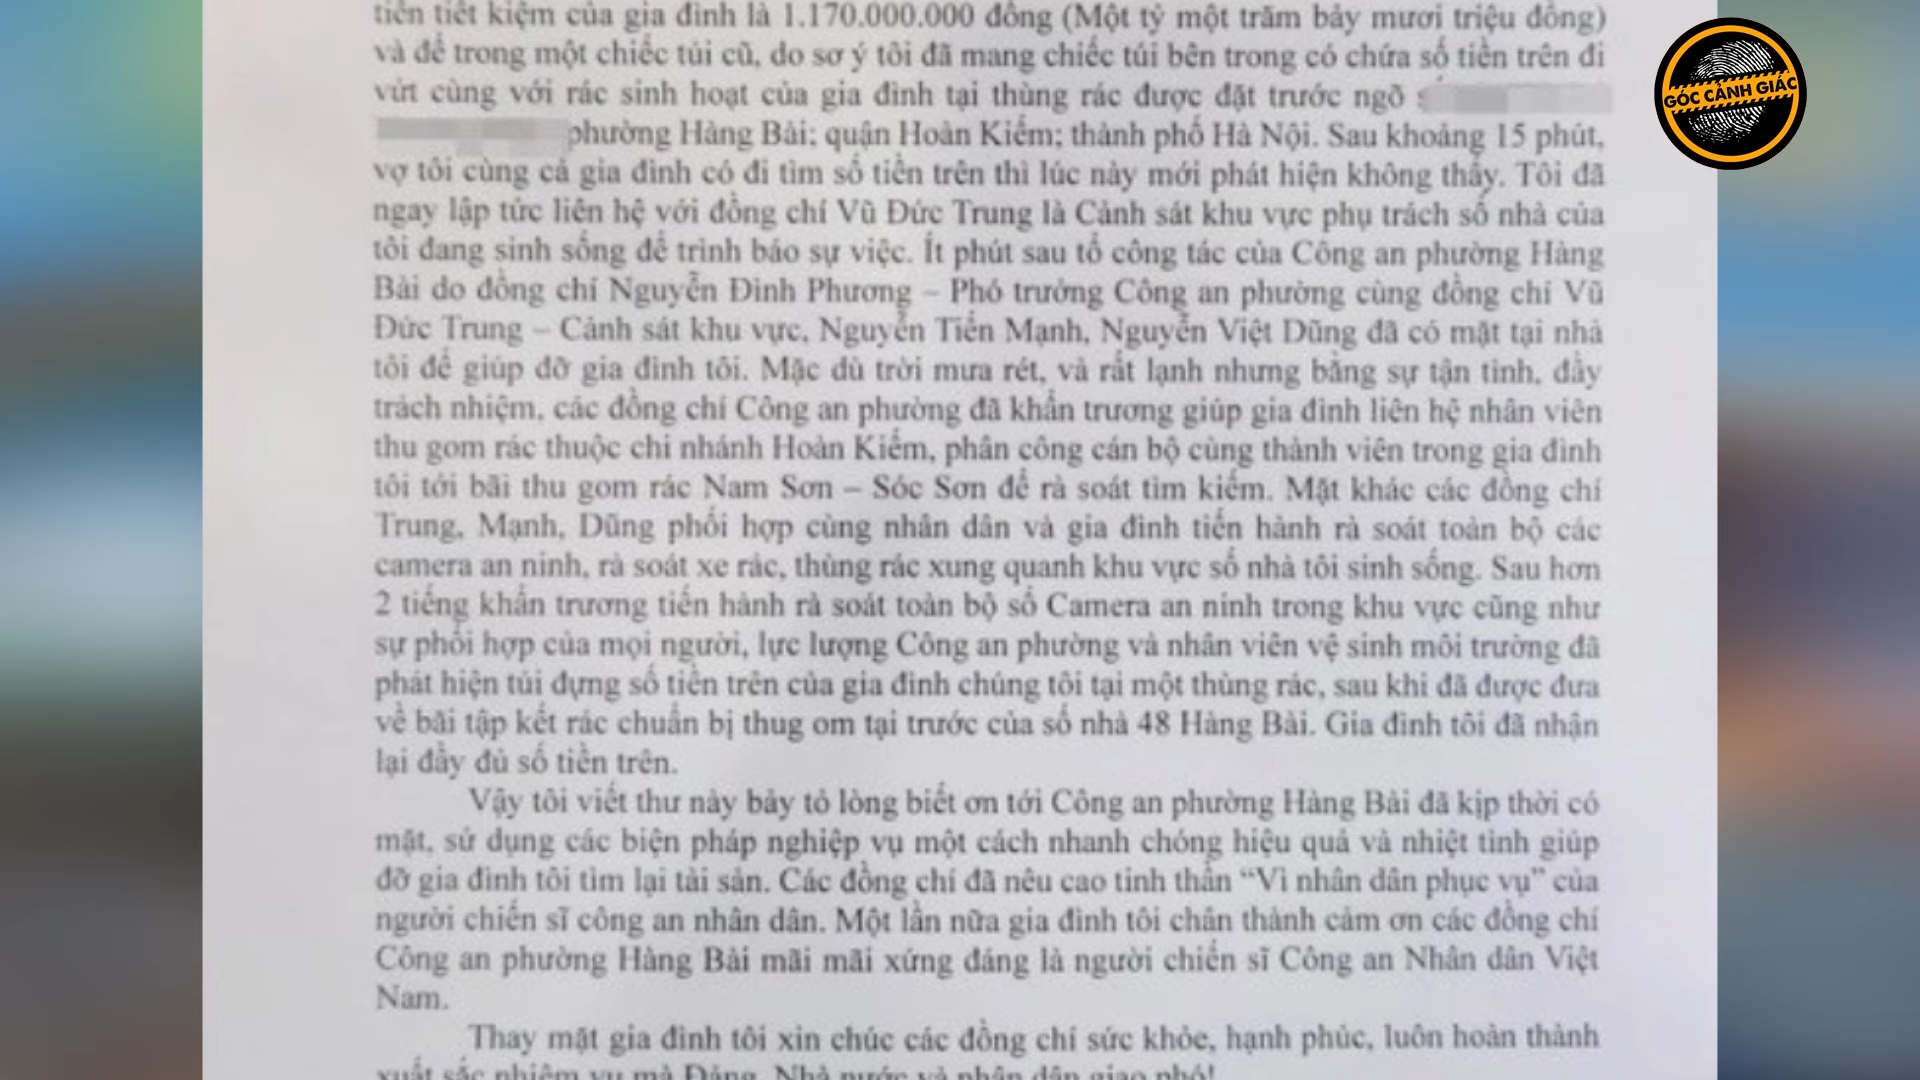 tiền tiết kiệm của gia đình là 1.170.000.000 đồng (Một tỷ một trăm bảy mươi triệu đồng)
và để trong một chiếc túi cũ, do sơ ý tôi đã mang chiếc túi bên trong có chứa số tiền trên đi
vứt cùng với rác sinh hoạt của gia đình tại thùng rác được đặt trước ngõ
phường Hàng Bài; quận Hoàn Kiếm; thành phố Hà Nội. Sau khoảng 15 phút,
vợ tôi cùng cả gia đình có đi tìm số tiền trên thì lúc này mới phát hiện không thấy. Tôi đã
ngay lập tức liên hệ với đồng chí Vũ Đức Trung là Cảnh sát khu vực phụ trách số nhà của
tôi đang sinh sống để trình báo sự việc. Ít phút sau tổ công tác của Công an phường Hàng
Bài do đồng chí Nguyễn Đình Phương – Phó trưởng Công an phường cùng đồng chí Vũ
Đức Trung – Cảnh sát khu vực, Nguyễn Tiến Mạnh, Nguyễn Việt Dũng đã có mặt tại nhà
tôi để giúp đỡ gia đình tôi. Mặc dù trời mưa rét, và rất lạnh nhưng bằng sự tận tình, đầy
trách nhiệm, các đồng chí Công an phường đã khẩn trương giúp gia đình liên hệ nhân viên
thu gom rác thuộc chi nhánh Hoàn Kiếm, phân công cán bộ cùng thành viên trong gia đình
tôi tới bãi thu gom rác Nam Sơn – Sóc Sơn để rà soát tìm kiếm. Mặt khác các đồng chí
Trung, Mạnh, Dũng phối hợp cùng nhân dân và gia đình tiến hành rà soát toàn bộ các
camera an ninh, rà soát xe rác, thùng rác xung quanh khu vực số nhà tôi sinh sống. Sau hơn
2 tiếng khẩn trương tiến hành rà soát toàn bộ số Camera an ninh trong khu vực cũng như
sự phối hợp của mọi người, lực lượng Công an phường và nhân viên vệ sinh môi trường đã
phát hiện túi đựng số tiền trên của gia đình chúng tôi tại một thùng rác, sau khi đã được đưa
về bãi tập kết rác chuẩn bị thug om tại trước của số nhà 48 Hàng Bài. Gia đình tôi đã nhận
lại đầy đủ số tiền trên.
Vậy tôi viết thư này bảy tỏ lòng biết ơn tới Công an phường Hàng Bài đã kịp thời có
mặt, sử dụng các biện pháp nghiệp vụ một cách nhanh chóng hiệu quả và nhiệt tình giúp
đỡ gia đình tôi tìm lại tài sản. Các đồng chí đã nêu cao tinh thần “Vì nhân dân phục vụ” của
người chiến sĩ công an nhân dân. Một lần nữa gia đình tôi chân thành cảm ơn các đồng chí
Công an phường Hàng Bài mãi mãi xứng đáng là người chiến sĩ Công an Nhân dân Việt
Nam.
Thay mặt gia đình tôi xin chúc các đồng chí sức khỏe, hạnh phúc, luôn hoàn thành
xuất sắc nhiệm vụ mà Đảng, Nhà nước và nhân dân giao phó!
GÓC CẢNH GIÁC